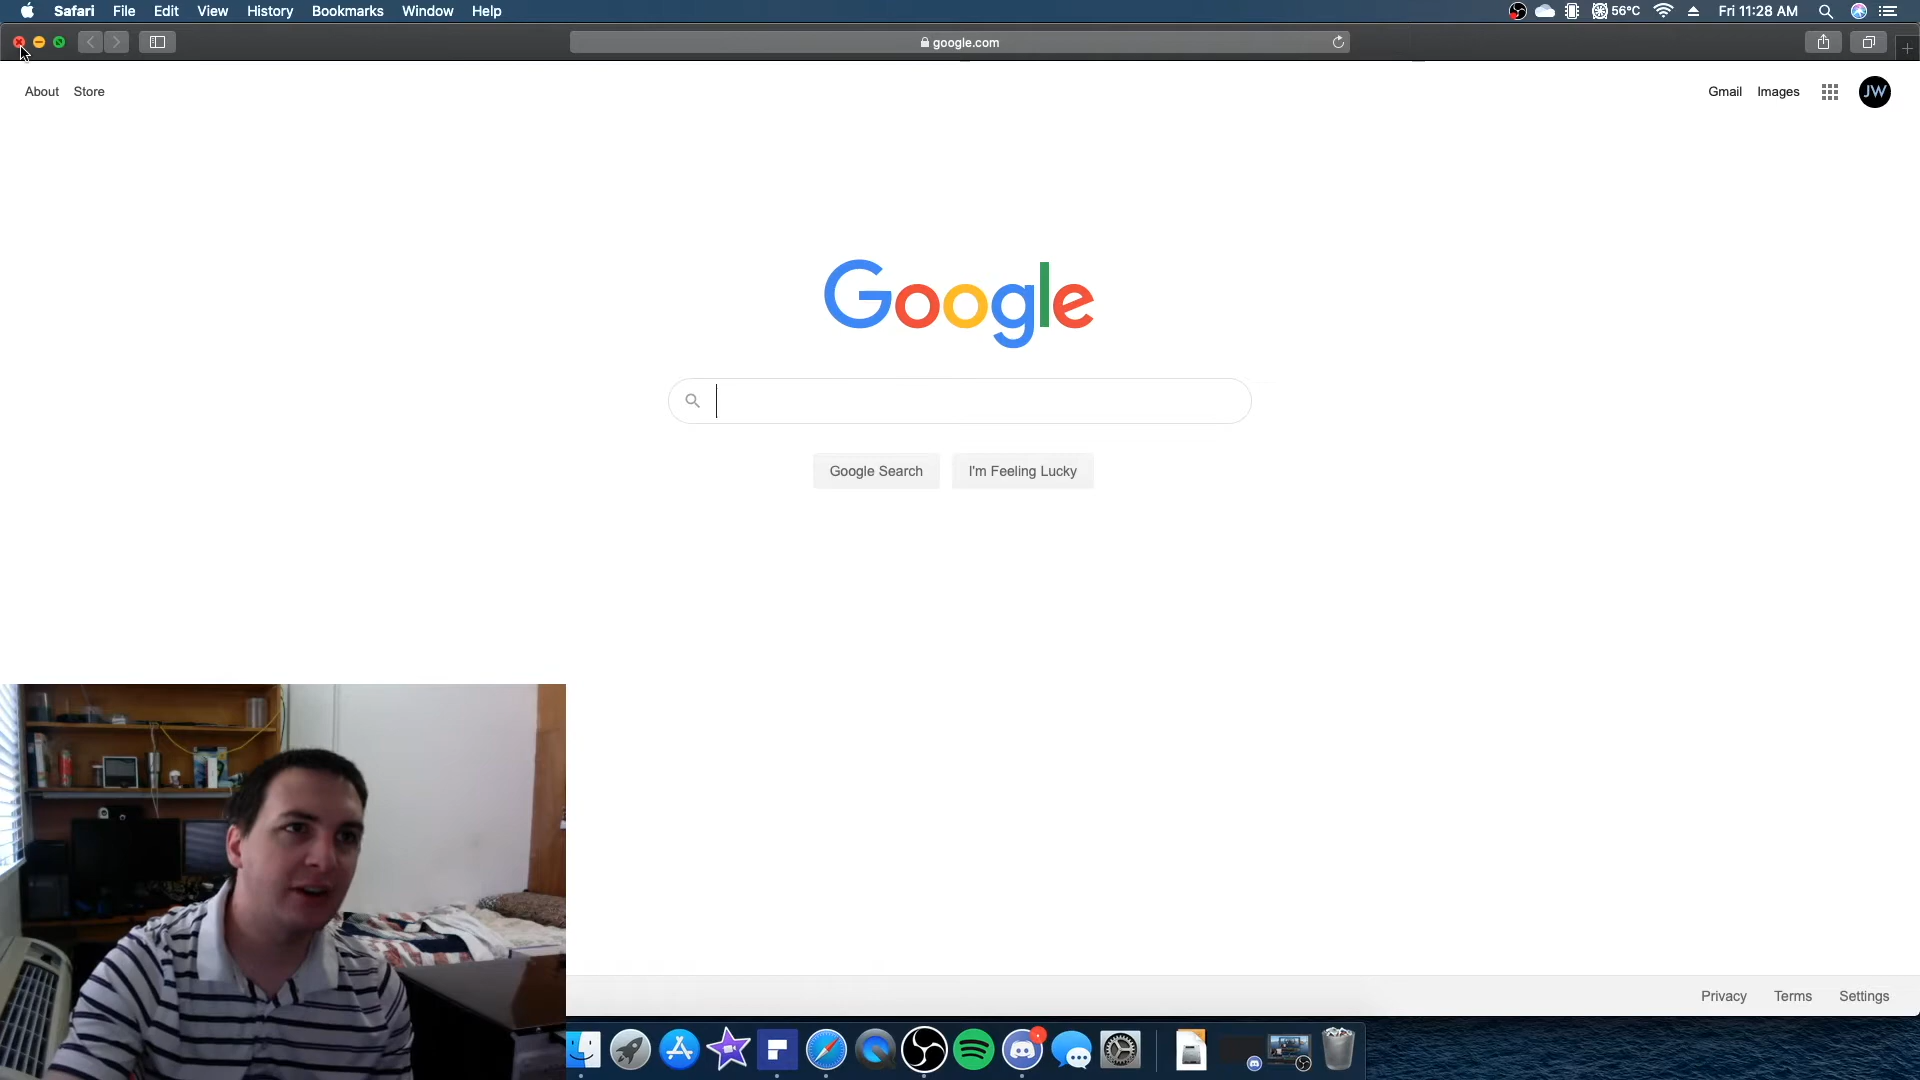 Safari File Edit View History Bookmarks Window Help
56°C Fri 11:28 AM
google.com
About Store
Gmail Images JW
Google
Google Search I'm Feeling Lucky
Privacy Terms Settings